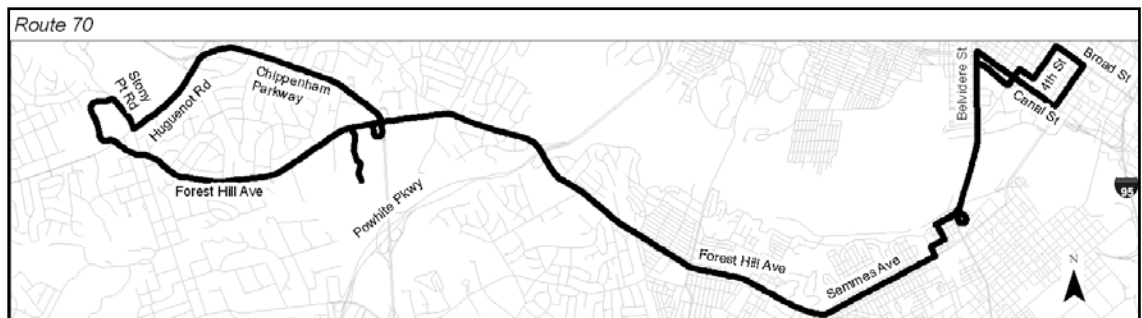 Route 70
Stony
Pt Rd
Huguenot Rd
Chippenham
Parkway
Forest Hill Ave
Powhite Pkwy
Forest Hill Ave
Semmes Ave
Belvidere St
4th St
Broad St
Canal St
95
N